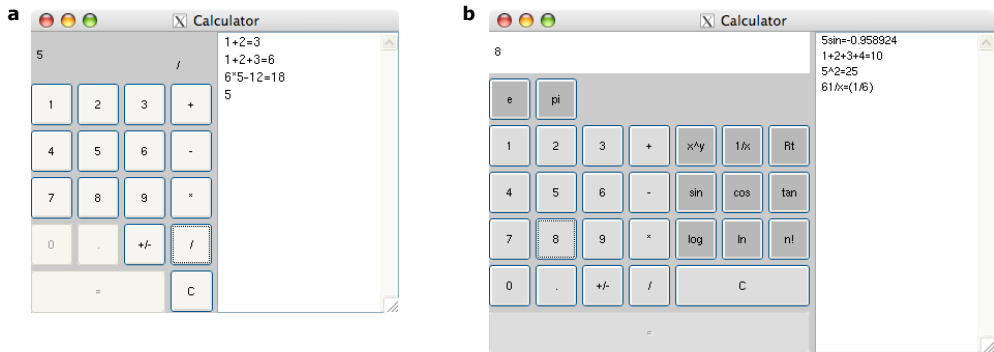 a
Calculator
5
/
1+2=3
1+2+3=6
6*5-12=18
5
1 2 3 +
4 5 6 -
7 8 9 *
0 . +/- /
= C
b
Calculator
8
5sin=-0.958924
1+2+3+4=10
5^2=25
61/x=(1/6)
e pi
1 2 3 + x^y 1/x Rt
4 5 6 - sin cos tan
7 8 9 * log ln n!
0 . +/- / C
=